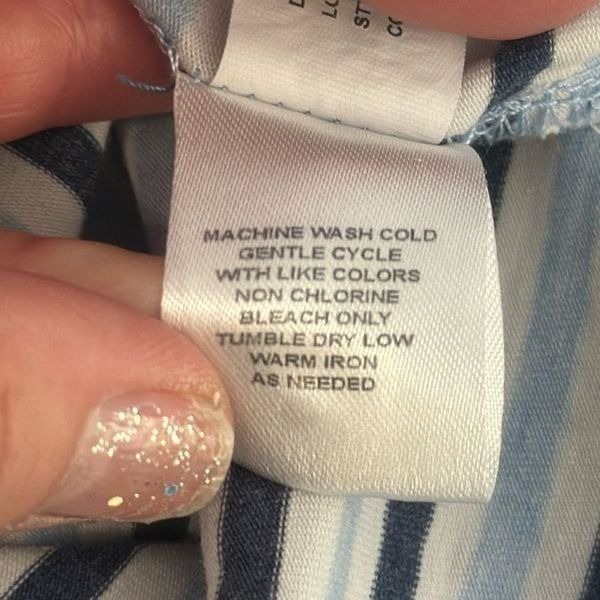 MACHINE WASH COLD
GENTLE CYCLE
WITH LIKE COLORS
NON CHLORINE
BLEACH ONLY
TUMBLE DRY LOW
WARM IRON
AS NEEDED